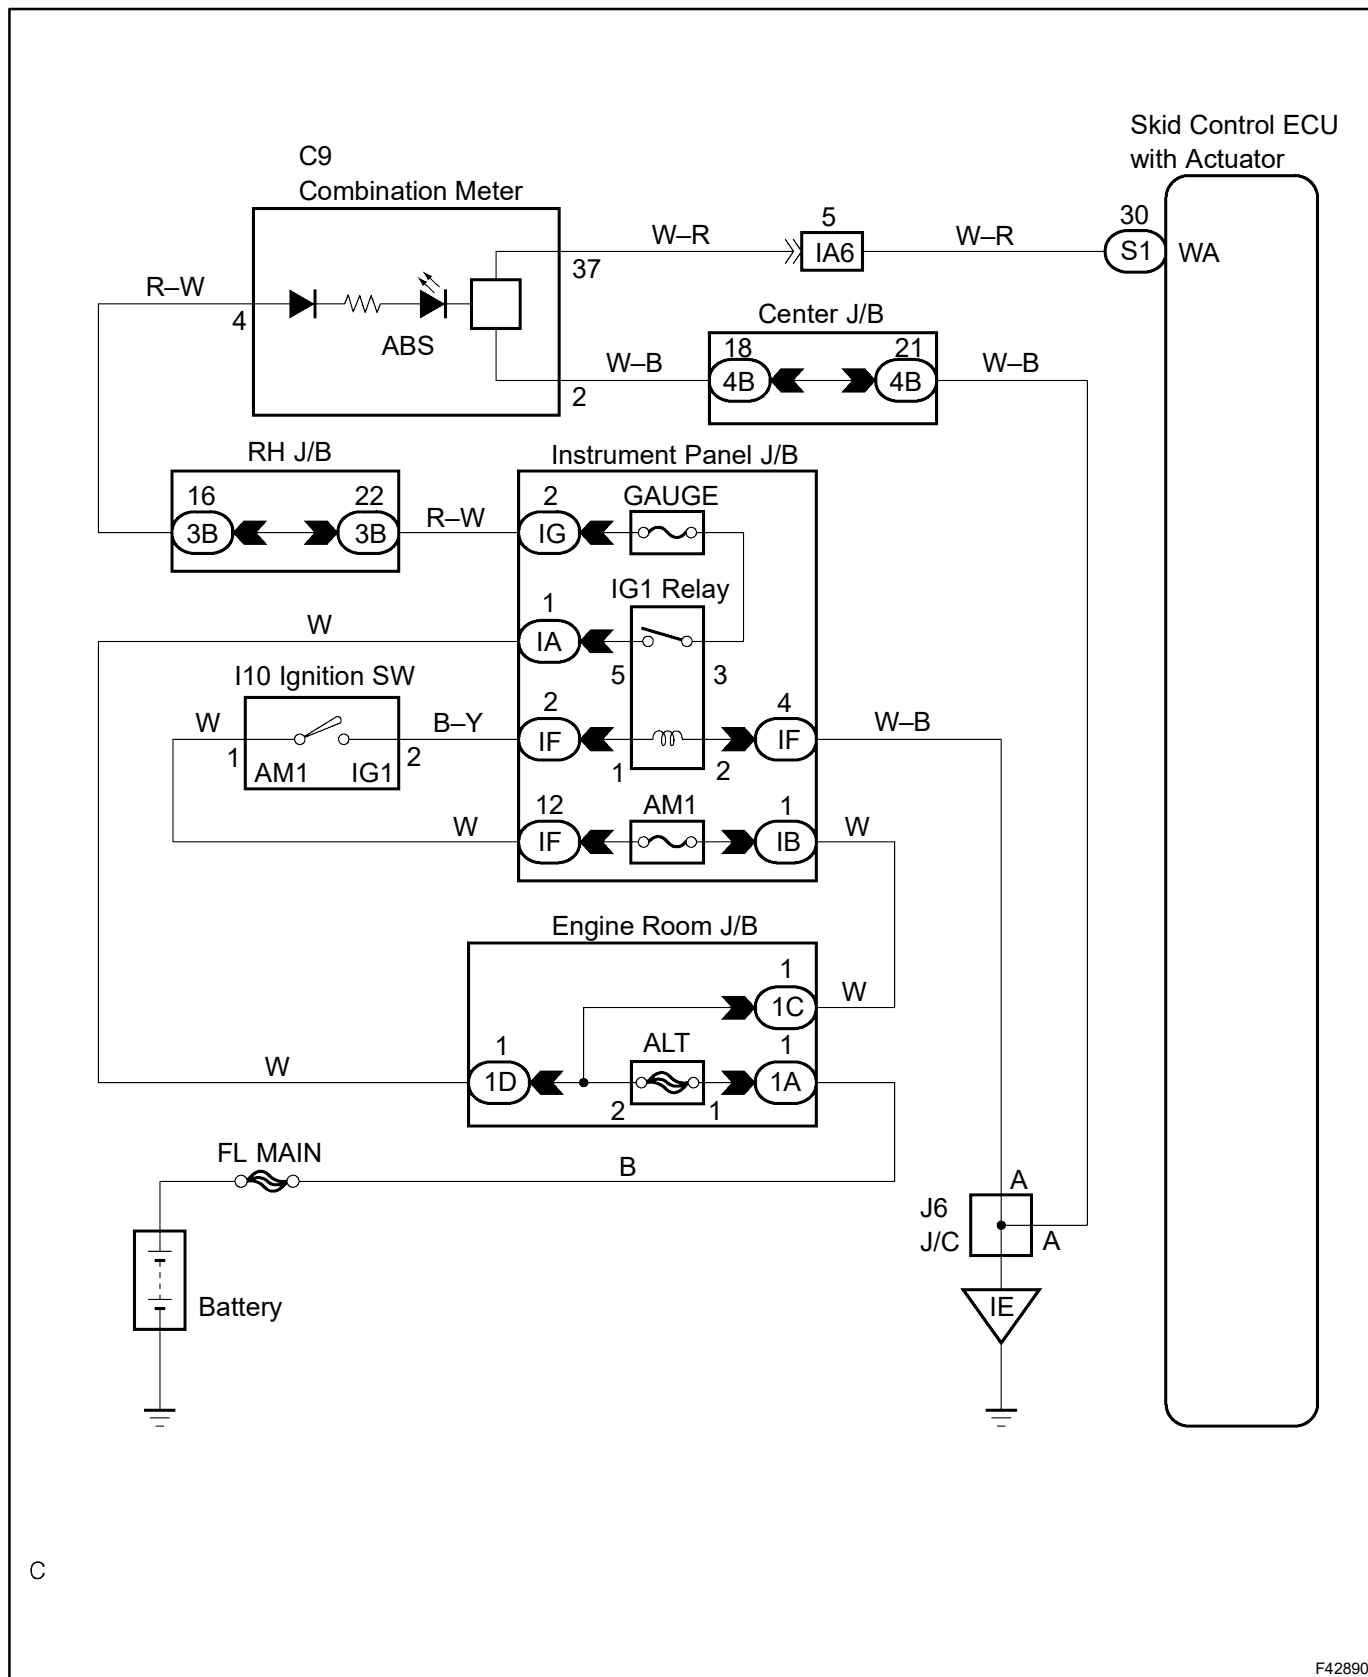 Skid Control ECU
with Actuator
C9
Combination Meter
W–R
5
IA6
W–R
30
S1
WA
37
R–W
4
ABS
Center J/B
18
4B
21
4B
W–B
W–B
2
RH J/B
16
3B
22
3B
R–W
Instrument Panel J/B
2
IG
GAUGE
IG1 Relay
1
IA
W
5
3
I10 Ignition SW
W
1
AM1
IG1
2
B–Y
2
IF
1
2
4
IF
W–B
W
12
IF
AM1
1
IB
W
Engine Room J/B
1
1C
W
1
1D
W
ALT
2
1
1
1A
FL MAIN
B
Battery
J6
J/C
A
A
IE
C
F42890